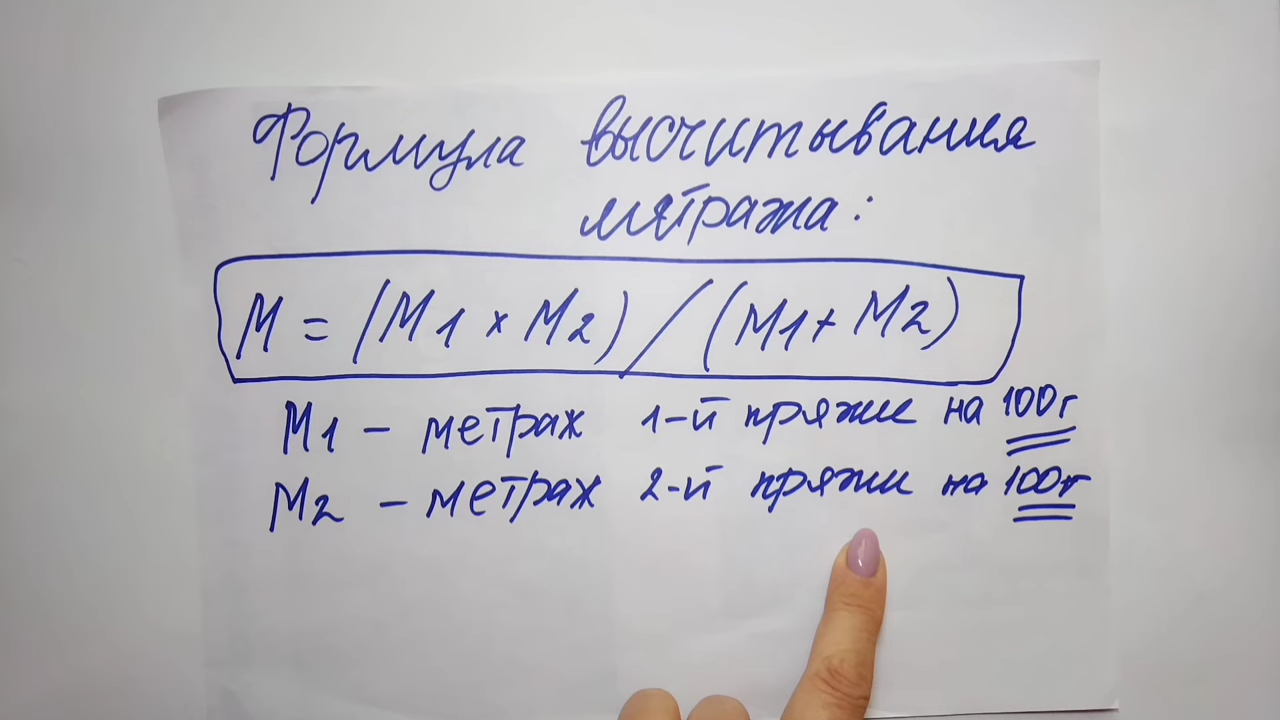 Формула высчитывания
метража:
M = (M1 x M2) / (M1 + M2)
M1 – метраж 1-й пряжи на 100г
M2 – метраж 2-й пряжи на 100г